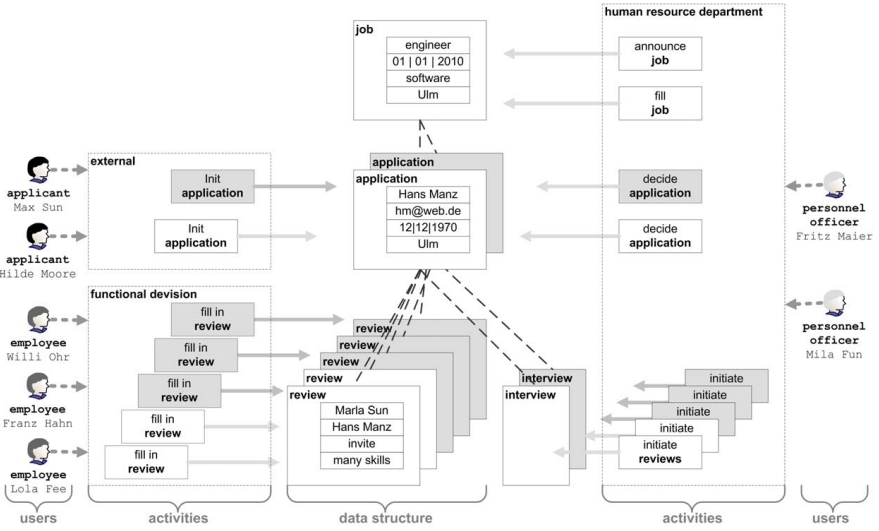 human resource department
job
engineer
01 | 01 | 2010
software
Ulm
announce
job
fill
job
external
applicant
Max Sun
Init
application
application
application
Hans Manz
hm@web.de
12|12|1970
Ulm
decide
application
personnel
officer
Fritz Maier
applicant
Hilde Moore
Init
application
decide
application
functional devision
employee
Willi Ohr
fill in
review
fill in
review
fill in
review
fill in
review
fill in
review
employee
Franz Hahn
employee
Lola Fee
review
review
review
review
review
Marla Sun
Hans Manz
invite
many skills
interview
interview
initiate
initiate
initiate
initiate
reviews
personnel
officer
Mila Fun
users
activities
data structure
activities
users